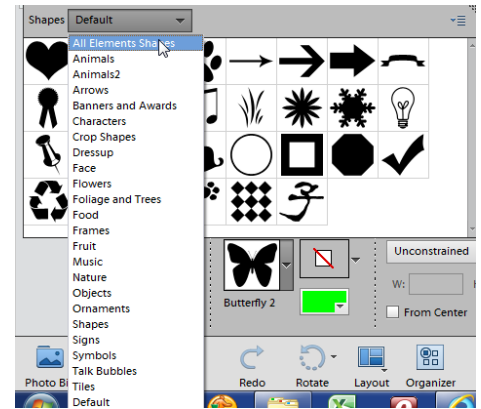 Shapes Default
All Elements Shapes
Animals
Animals2
Arrows
Banners and Awards
Characters
Crop Shapes
Dressup
Face
Flowers
Foliage and Trees
Food
Frames
Fruit
Music
Nature
Objects
Ornaments
Shapes
Signs
Symbols
Talk Bubbles
Tiles
Default
Unconstrained
W:
Butterfly 2
From Center
Photo Bi
Redo
Rotate
Layout
Organizer